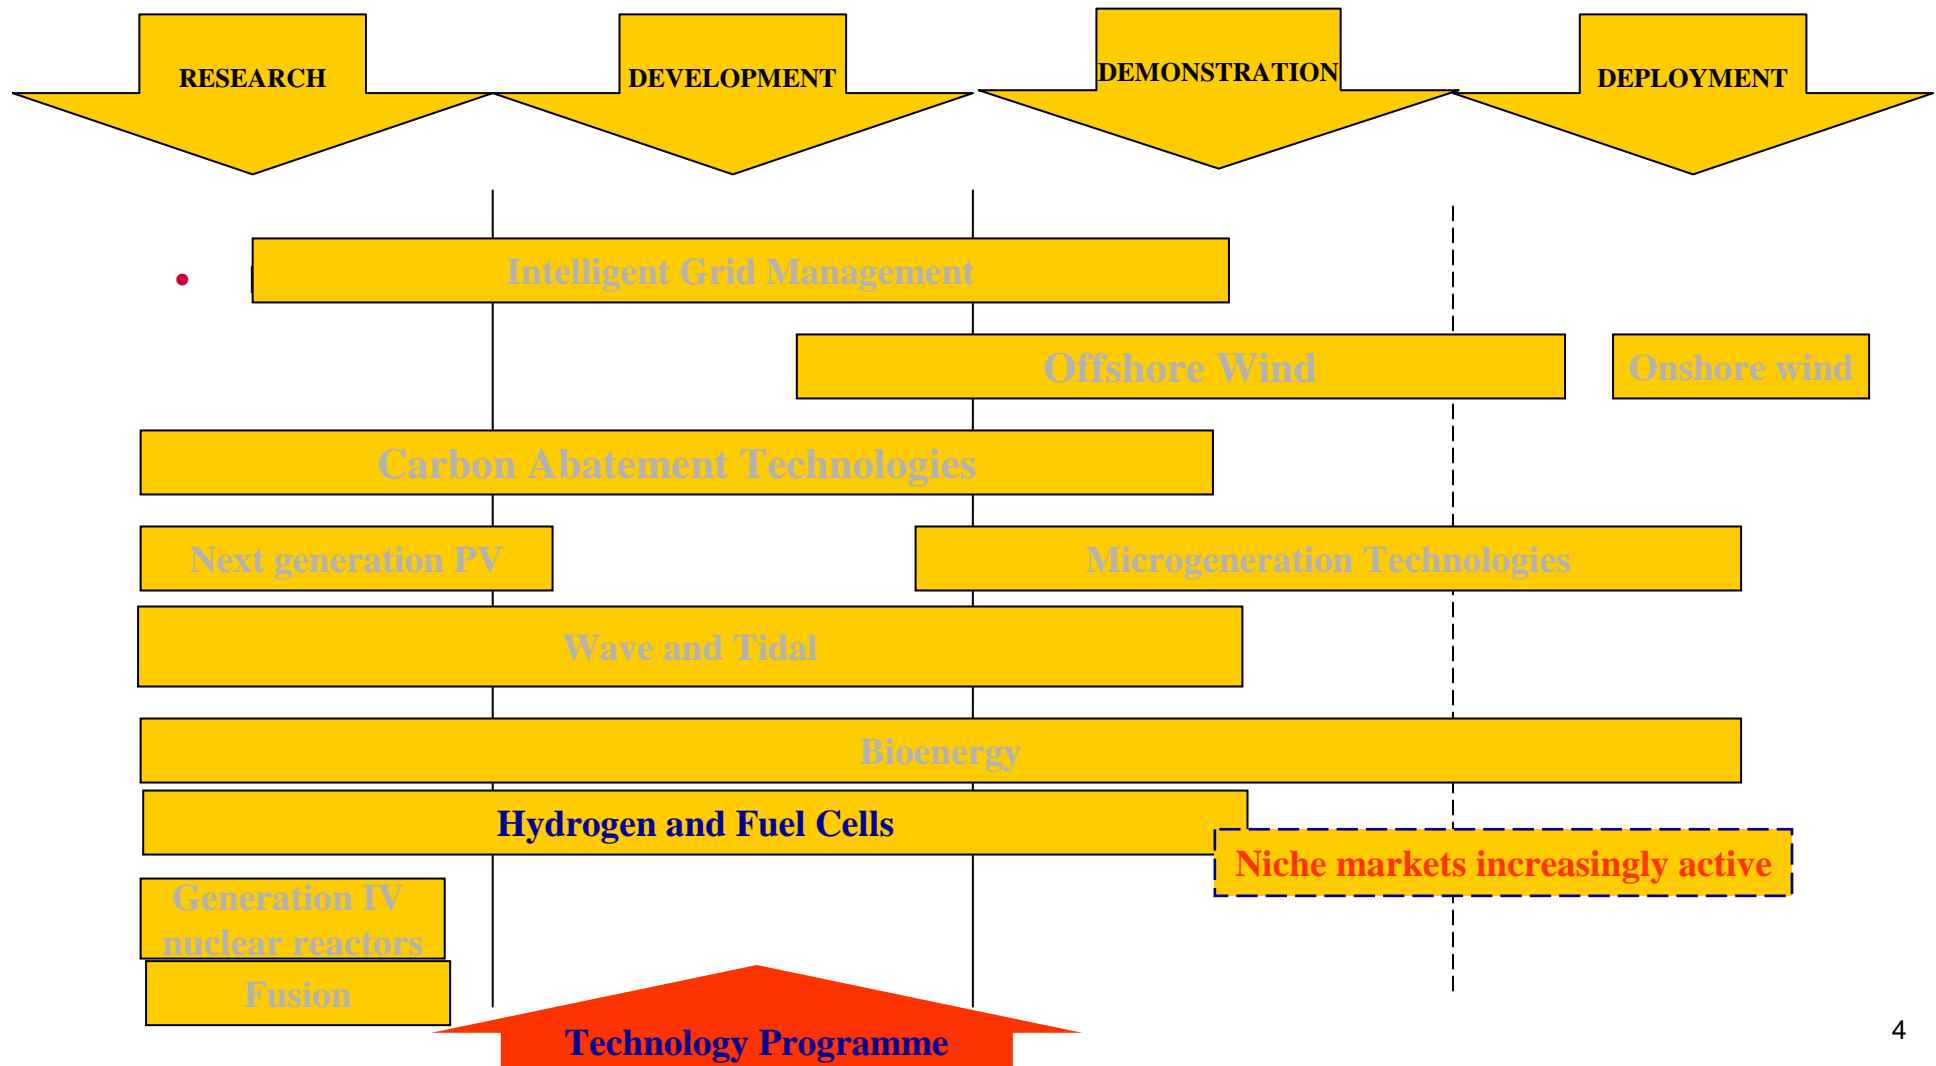 RESEARCH
DEVELOPMENT
DEMONSTRATION
DEPLOYMENT
Intelligent Grid Management
Offshore Wind
Onshore wind
Carbon Abatement Technologies
Next generation PV
Microgeneration Technologies
Wave and Tidal
Bioenergy
Hydrogen and Fuel Cells
Niche markets increasingly active
Generation IV
nuclear reactors
Fusion
Technology Programme
4